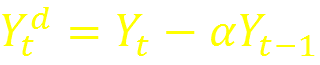 Y_t^d = Y_t − αY_{t−1}